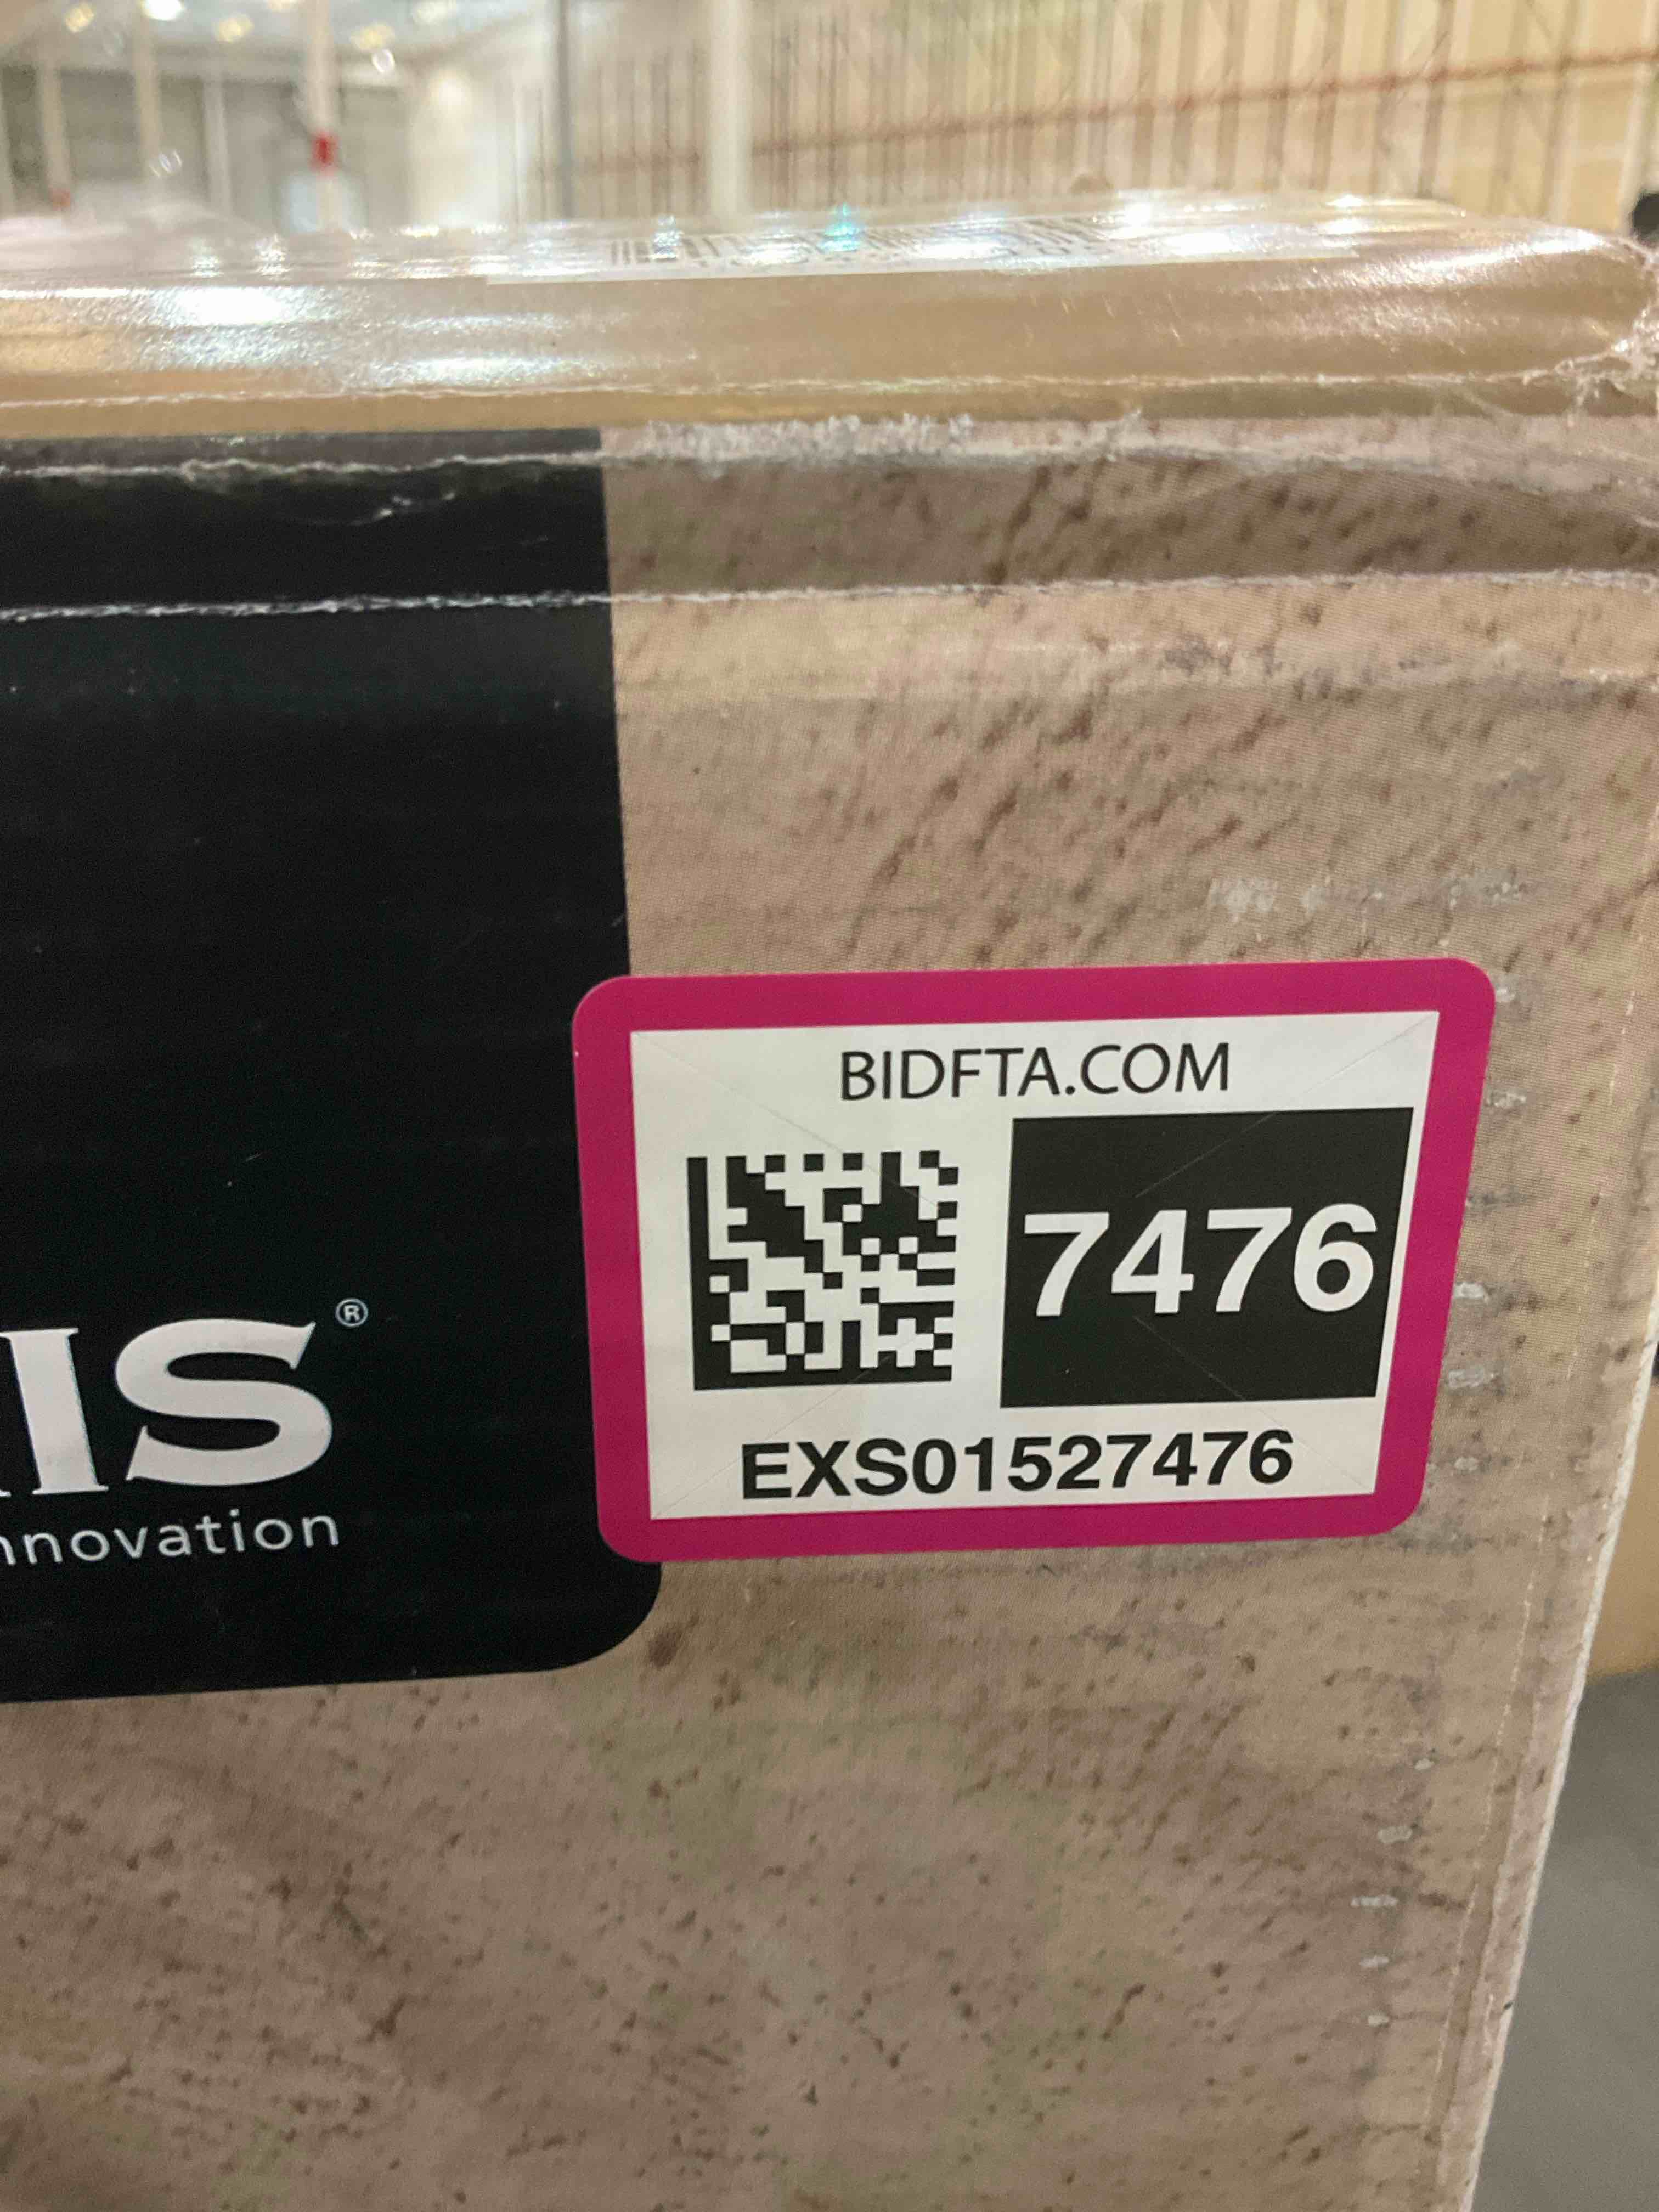 BIDFTA.COM
7476
EXS01527476
IS®
nnovation